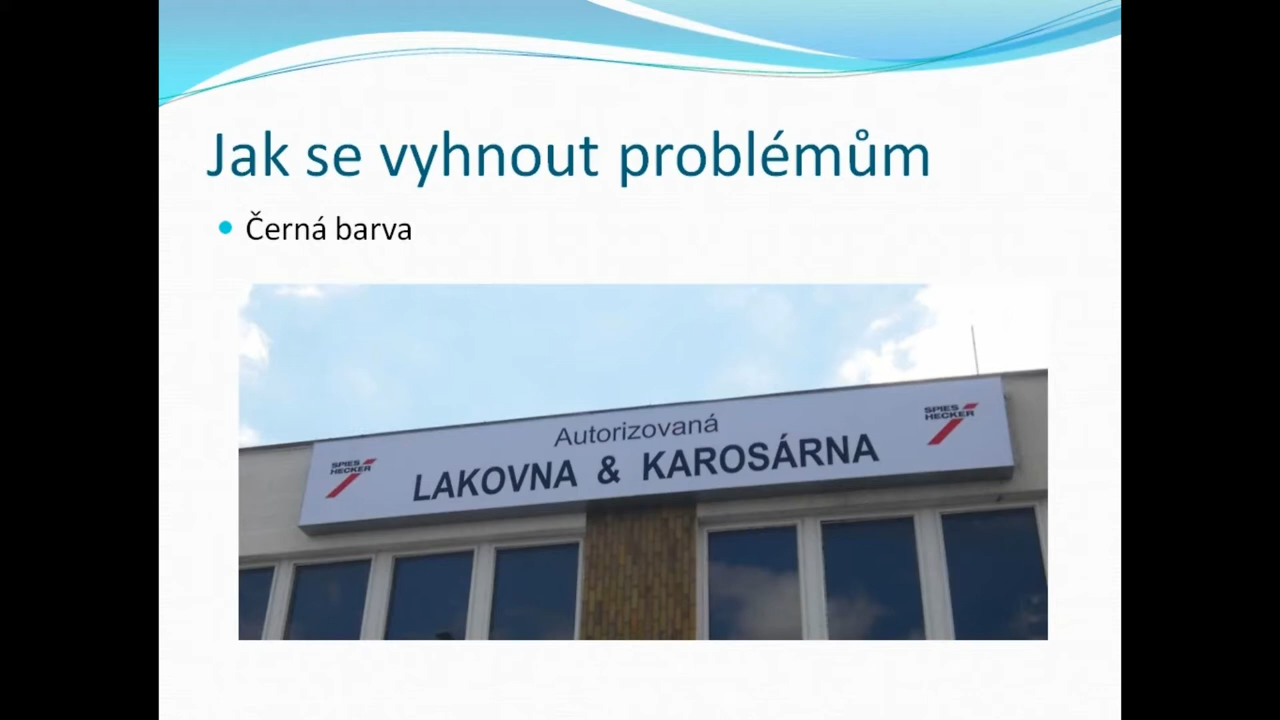 Jak se vyhnout problémům
Černá barva
Autorizovaná
LAKOVNA & KAROSÁRNA
SPIES
HECKER
SPIES
HECKER